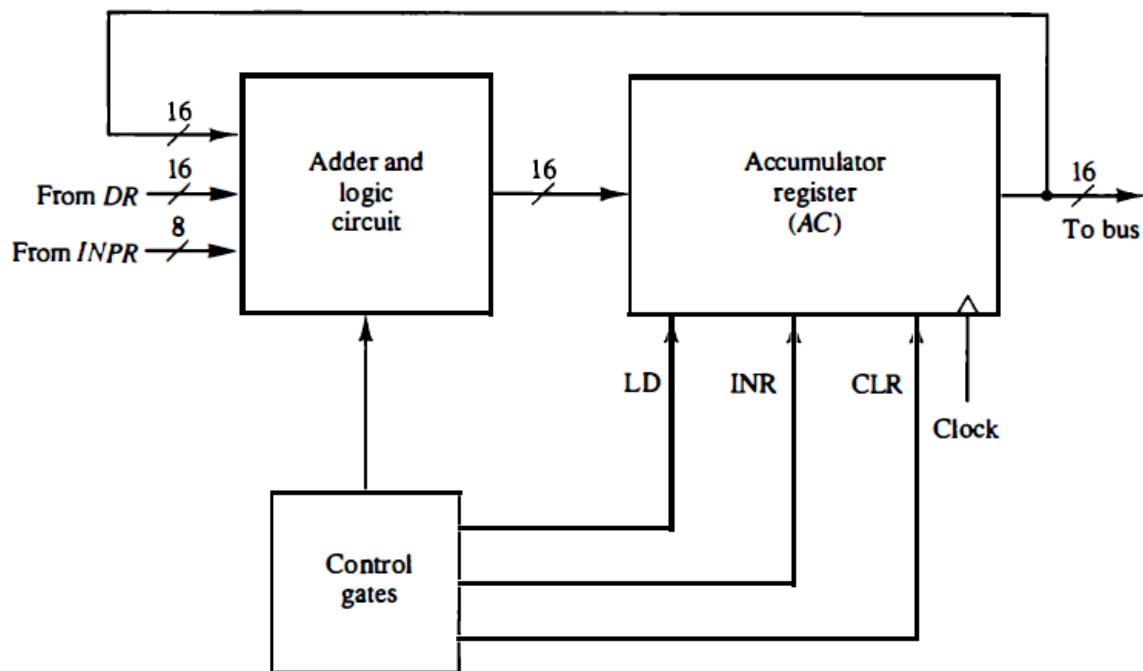 16
16
From DR
8
From INPR
Adder and
logic
circuit
16
Accumulator
register
(AC)
16
To bus
LD
INR
CLR
Clock
Control
gates